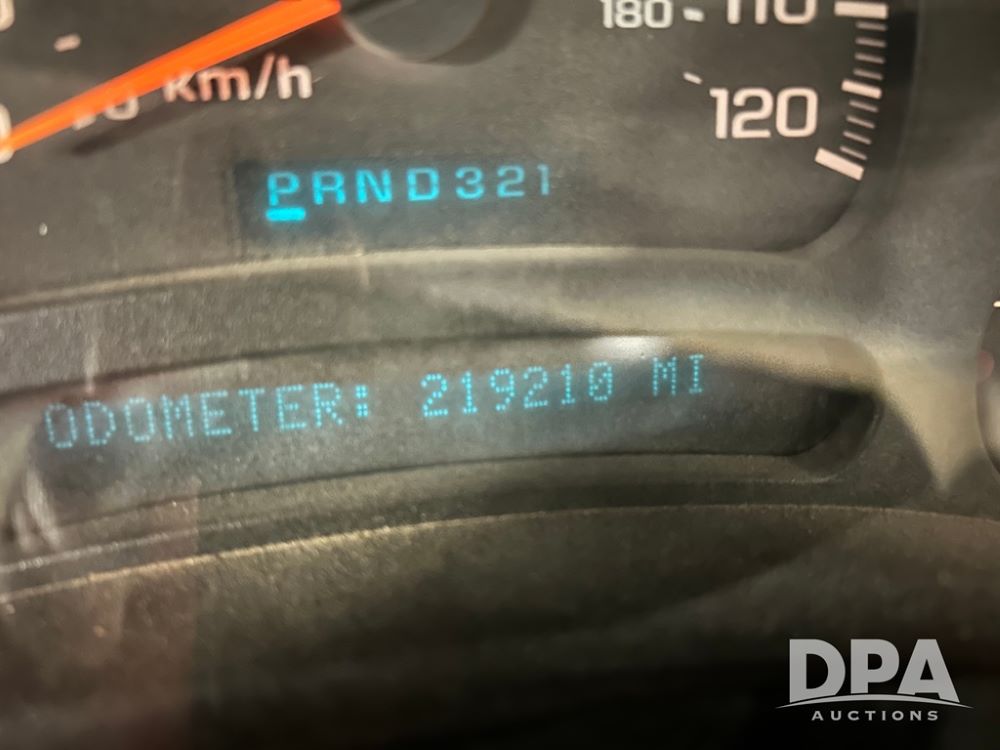 180 110
km/h
120
PRND321
ODOMETER: 219210 MI
DPA
AUCTIONS